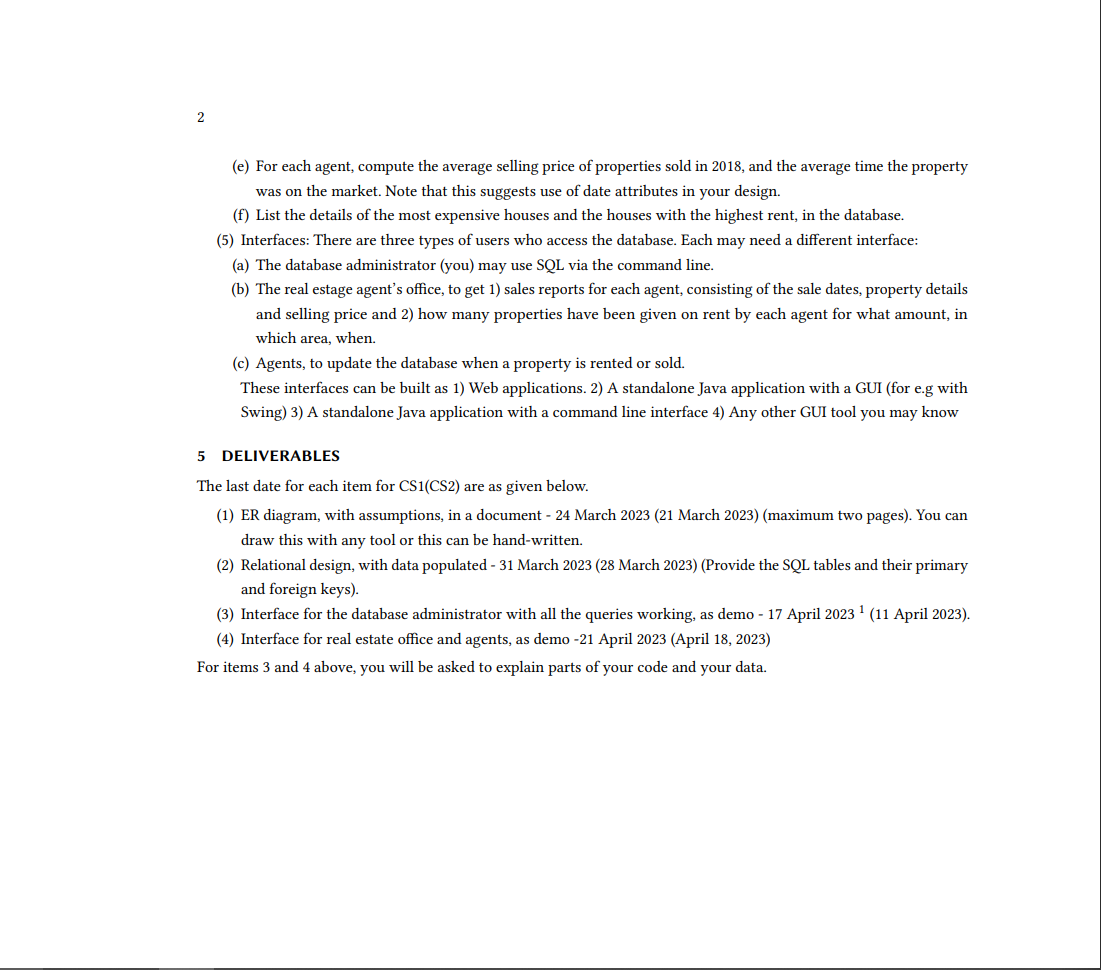 2
(e) For each agent, compute the average selling price of properties sold in 2018, and the average time the property
was on the market. Note that this suggests use of date attributes in your design.
(f) List the details of the most expensive houses and the houses with the highest rent, in the database.
(5) Interfaces: There are three types of users who access the database. Each may need a different interface:
(a) The database administrator (you) may use SQL via the command line.
(b) The real estage agent's office, to get 1) sales reports for each agent, consisting of the sale dates, property details
and selling price and 2) how many properties have been given on rent by each agent for what amount, in
which area, when.
(c) Agents, to update the database when a property is rented or sold.
These interfaces can be built as 1) Web applications. 2) A standalone Java application with a GUI (for e.g with
Swing) 3) A standalone Java application with a command line interface 4) Any other GUI tool you may know
5 DELIVERABLES
The last date for each item for CS1(CS2) are as given below.
(1) ER diagram, with assumptions, in a document - 24 March 2023 (21 March 2023) (maximum two pages). You can
draw this with any tool or this can be hand-written.
(2) Relational design, with data populated - 31 March 2023 (28 March 2023) (Provide the SQL tables and their primary
and foreign keys).
(3) Interface for the database administrator with all the queries working, as demo - 17 April 2023 1 (11 April 2023).
(4) Interface for real estate office and agents, as demo -21 April 2023 (April 18, 2023)
For items 3 and 4 above, you will be asked to explain parts of your code and your data.